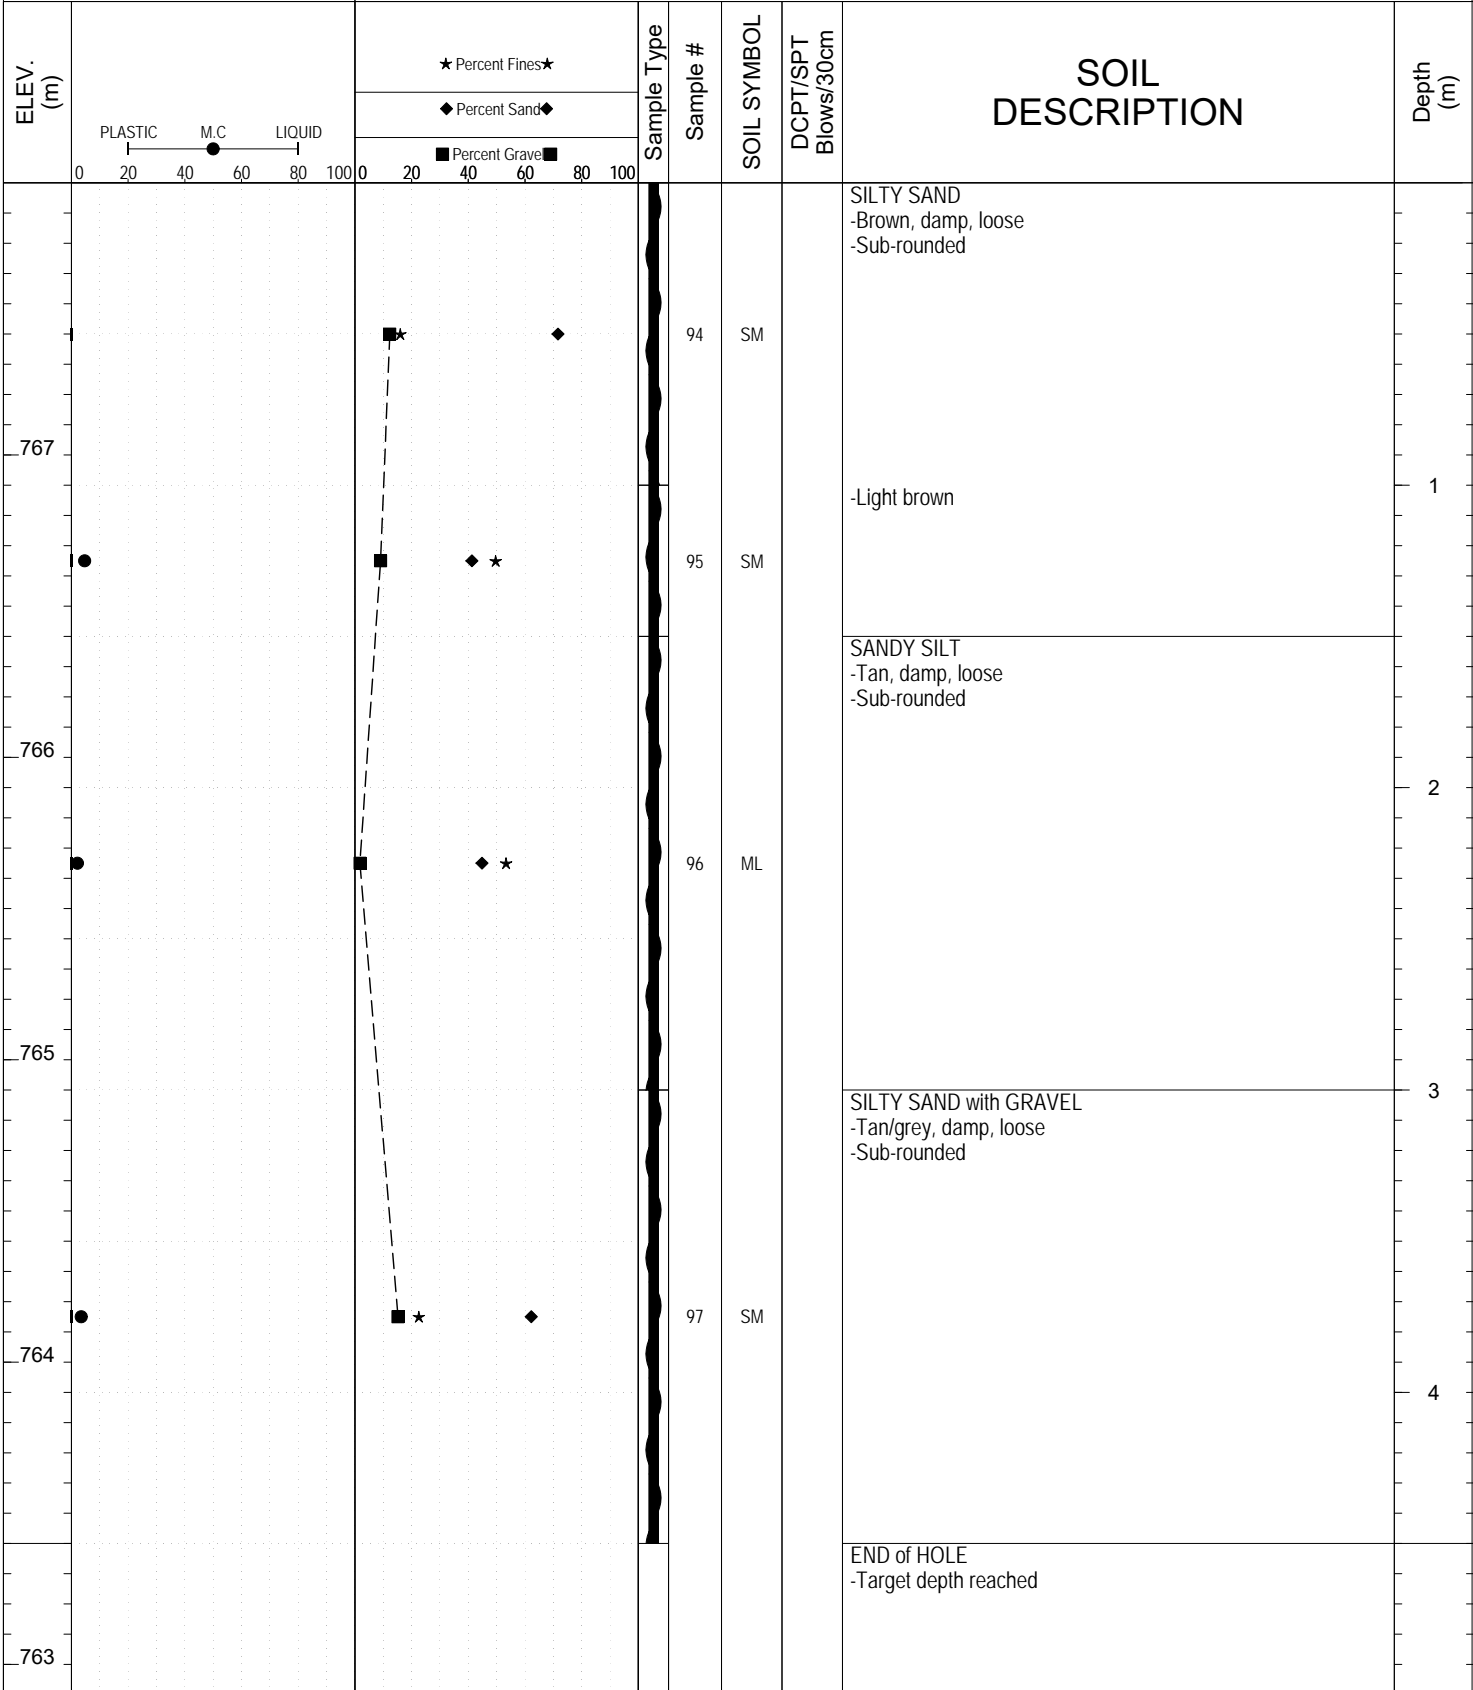 ELEV.
(m)
PLASTIC M.C LIQUID
0 20 40 60 80 100
★ Percent Fines ★
◆ Percent Sand ◆
■ Percent Gravel ■
0 20 40 60 80 100
Sample Type
Sample #
SOIL SYMBOL
DCPT/SPT
Blows/30cm
SOIL
DESCRIPTION
Depth
(m)
SILTY SAND
-Brown, damp, loose
-Sub-rounded
94 SM
767
-Light brown
1
95 SM
SANDY SILT
-Tan, damp, loose
-Sub-rounded
766
2
96 ML
765
3
SILTY SAND with GRAVEL
-Tan/grey, damp, loose
-Sub-rounded
97 SM
764
4
END of HOLE
-Target depth reached
763